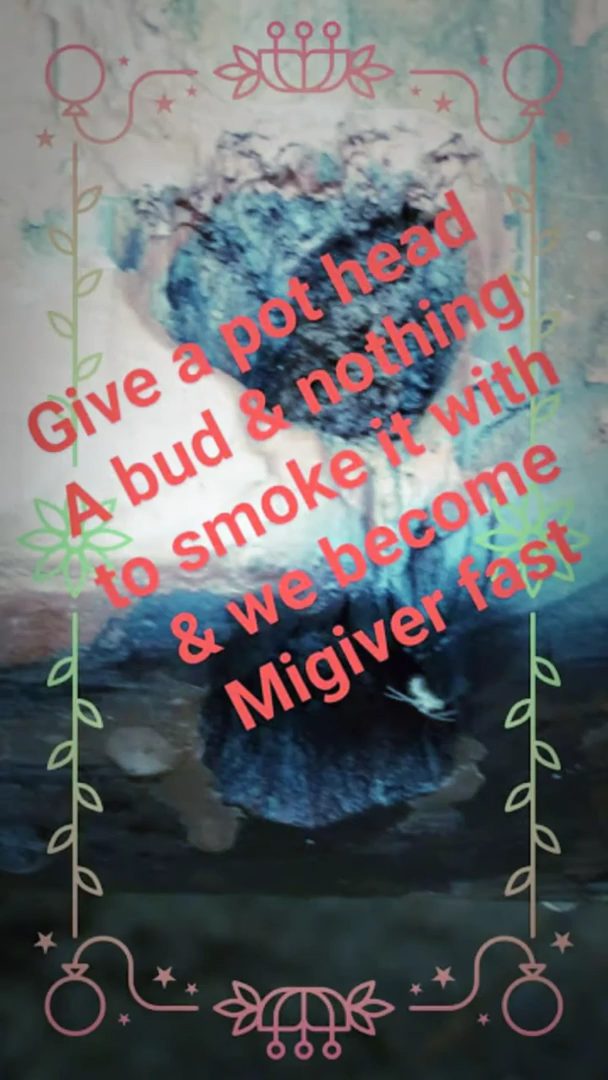 Give a pot head
A bud & nothing
to smoke it with
& we become
Migiver fast